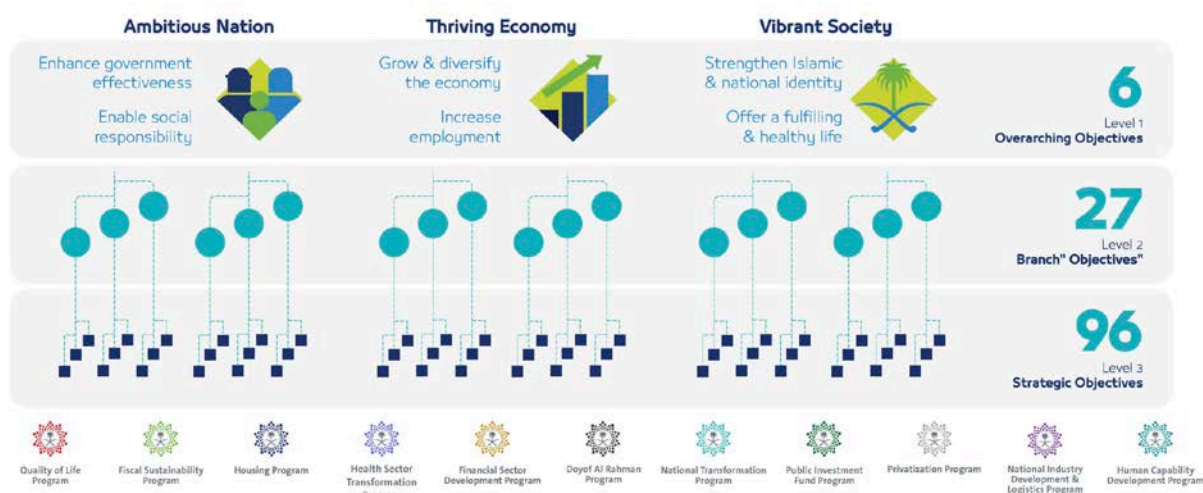 Ambitious Nation
Thriving Economy
Vibrant Society
Enhance government
effectiveness
Enable social
responsibility
Grow & diversify
the economy
Increase
employment
Strengthen Islamic
& national identity
Offer a fulfilling
& healthy life
6
Level 1
Overarching Objectives
27
Level 2
Branch" Objectives"
96
Level 3
Strategic Objectives
Quality of Life
Program
Fiscal Sustainability
Program
Housing Program
Health Sector
Transformation
Financial Sector
Development Program
Doyof Al Rahman
Program
National Transformation
Program
Public Investment
Fund Program
Privatization Program
National Industry
Development &
Logistics Program
Human Capability
Development Program